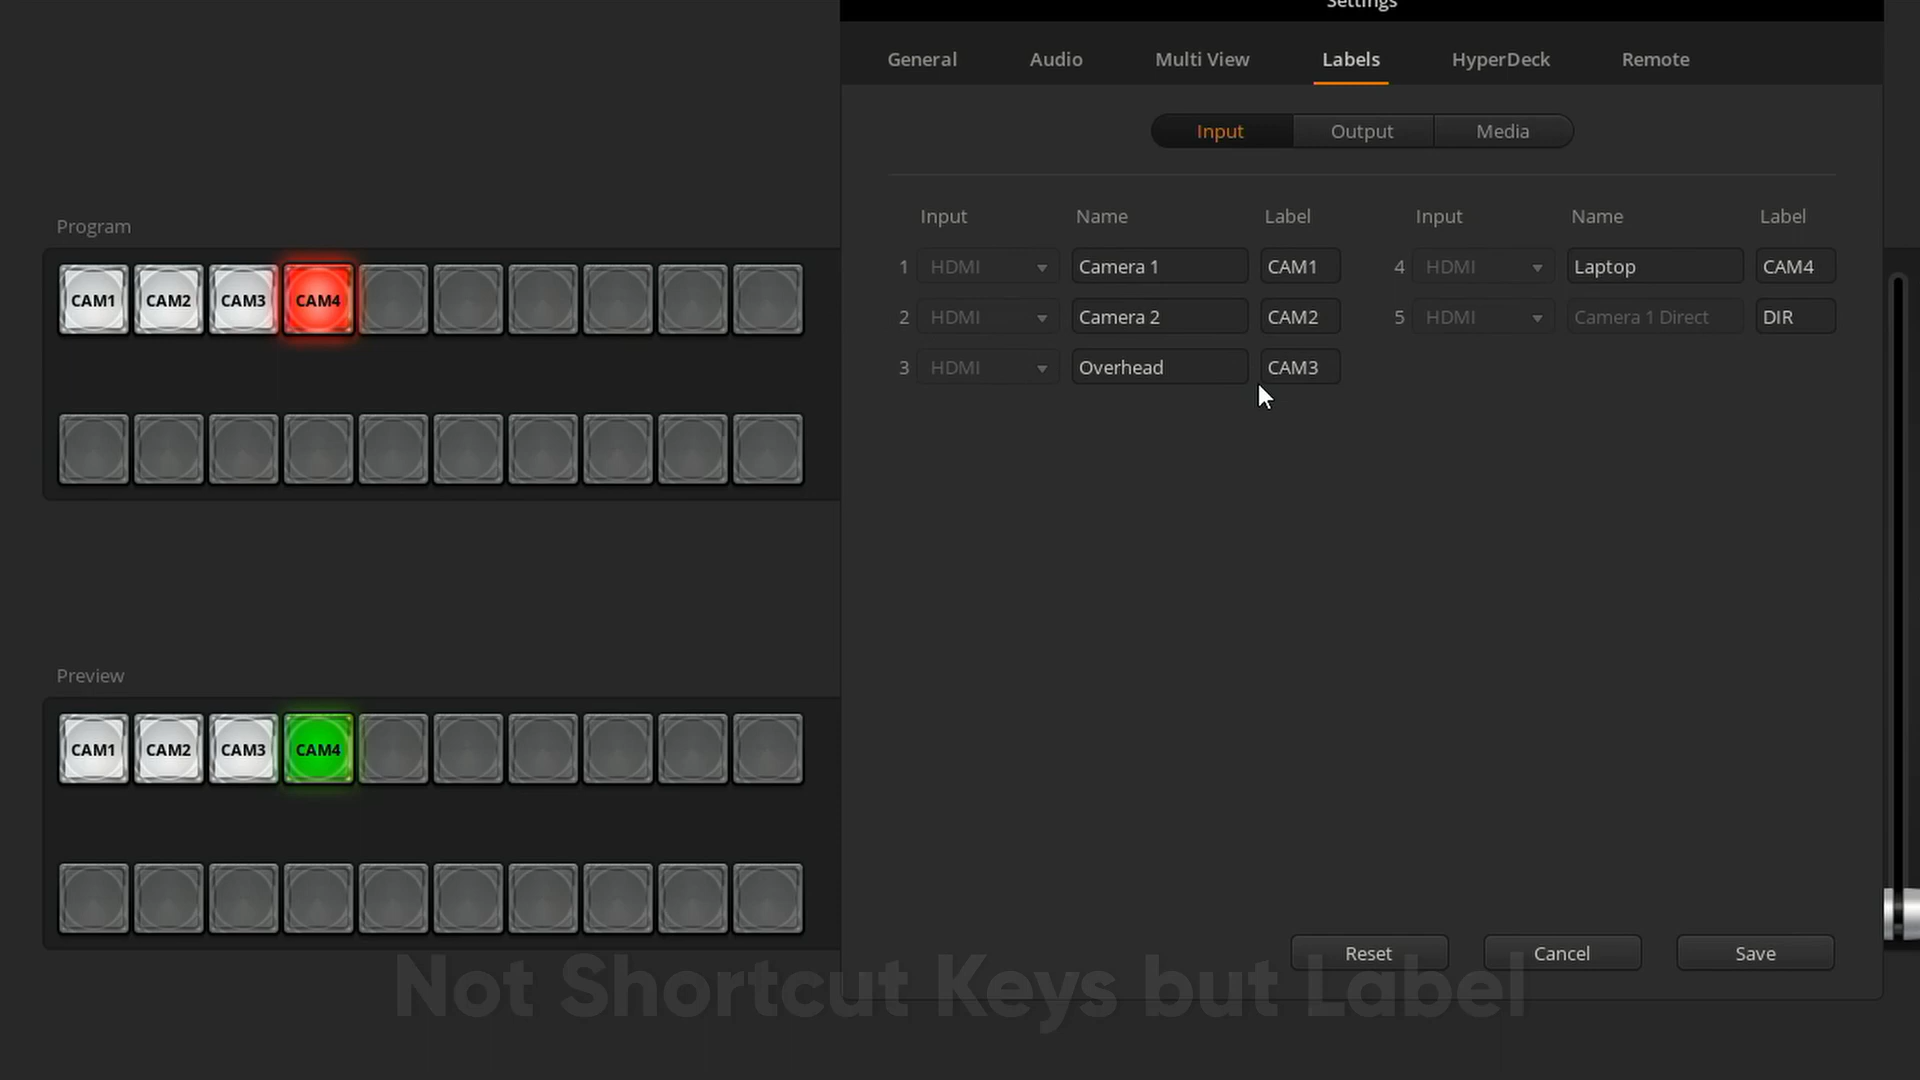 Settings
General Audio Multi View Labels HyperDeck Remote
Input Output Media
Input Name Label Input Name Label
1 HDMI Camera 1 CAM1 4 HDMI Laptop CAM4
2 HDMI Camera 2 CAM2 5 HDMI Camera 1 Direct DIR
3 HDMI Overhead CAM3
Program
CAM1 CAM2 CAM3 CAM4
Preview
CAM1 CAM2 CAM3 CAM4
Reset Cancel Save
Not Shortcut Keys but Label